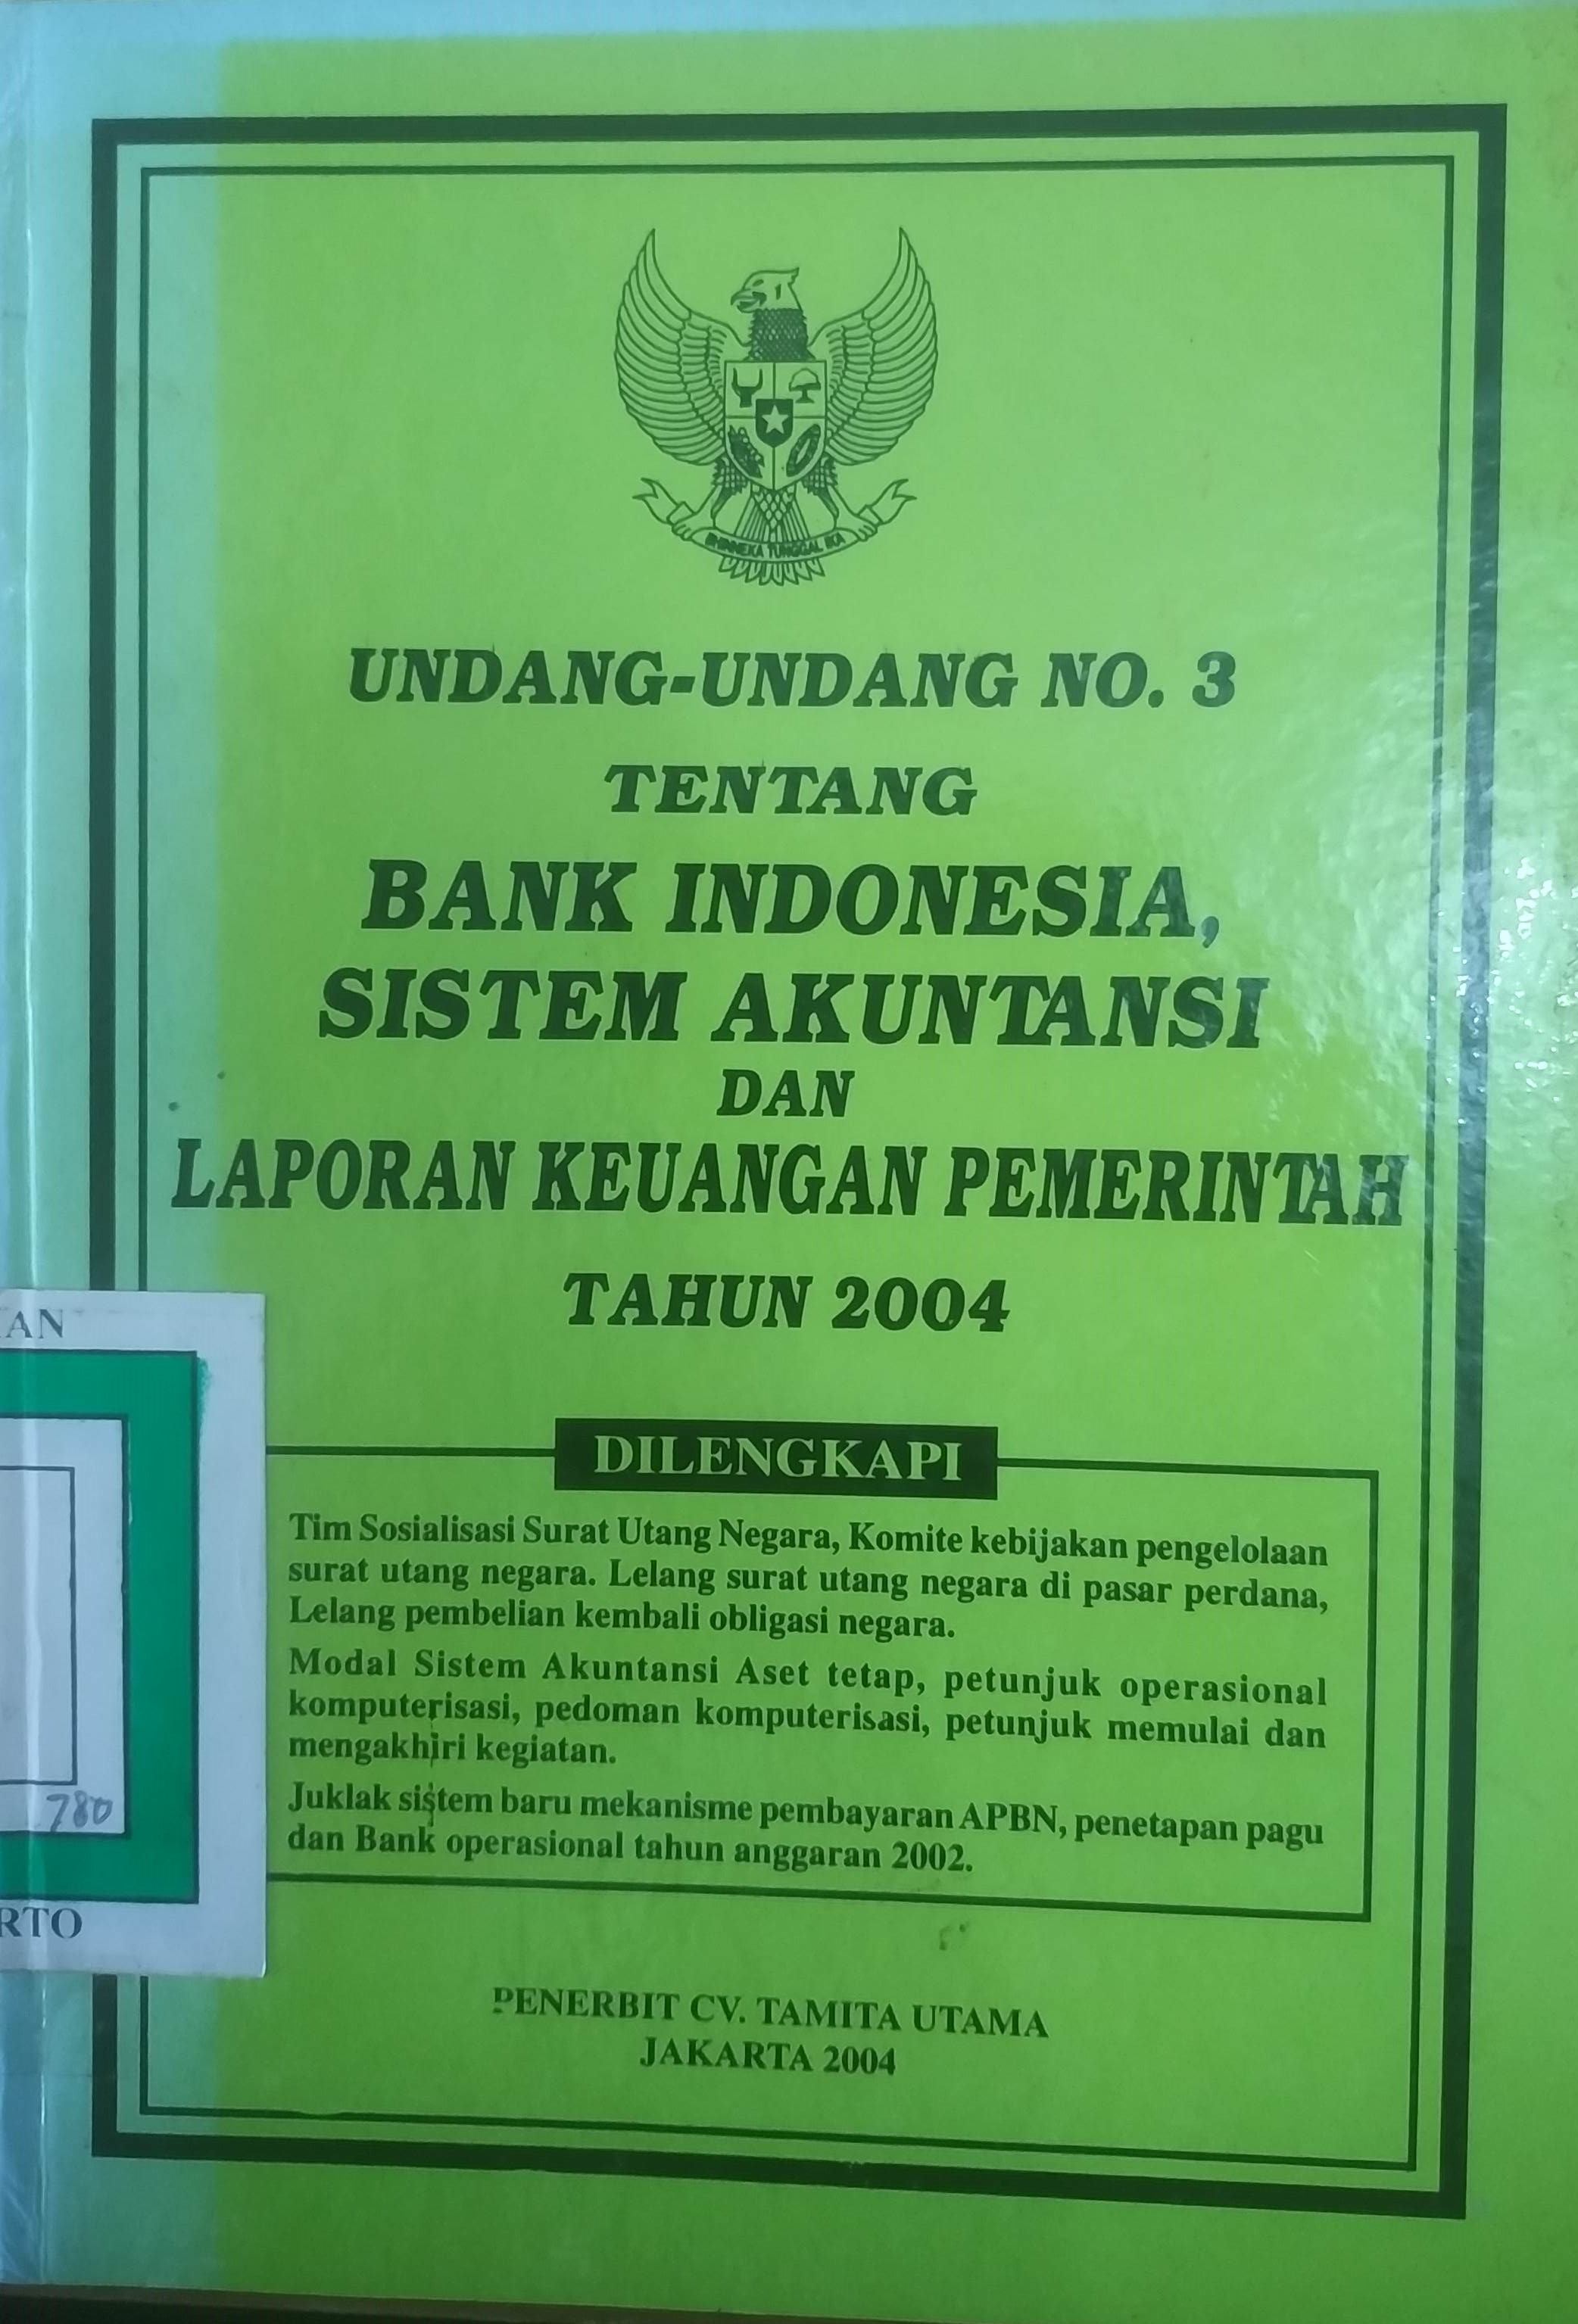 BHINNEKA TUNGGAL IKA
UNDANG-UNDANG NO. 3
TENTANG
BANK INDONESIA,
SISTEM AKUNTANSI
DAN
LAPORAN KEUANGAN PEMERINTAH
TAHUN 2004
DILENGKAPI
Tim Sosialisasi Surat Utang Negara, Komite kebijakan pengelolaan
surat utang negara. Lelang surat utang negara di pasar perdana,
Lelang pembelian kembali obligasi negara.
Modal Sistem Akuntansi Aset tetap, petunjuk operasional
komputerisasi, pedoman komputerisasi, petunjuk memulai dan
mengakhiri kegiatan.
Juklak sistem baru mekanisme pembayaran APBN, penetapan pagu
dan Bank operasional tahun anggaran 2002.
PENERBIT CV. TAMITA UTAMA
JAKARTA 2004
AN
780
RTO